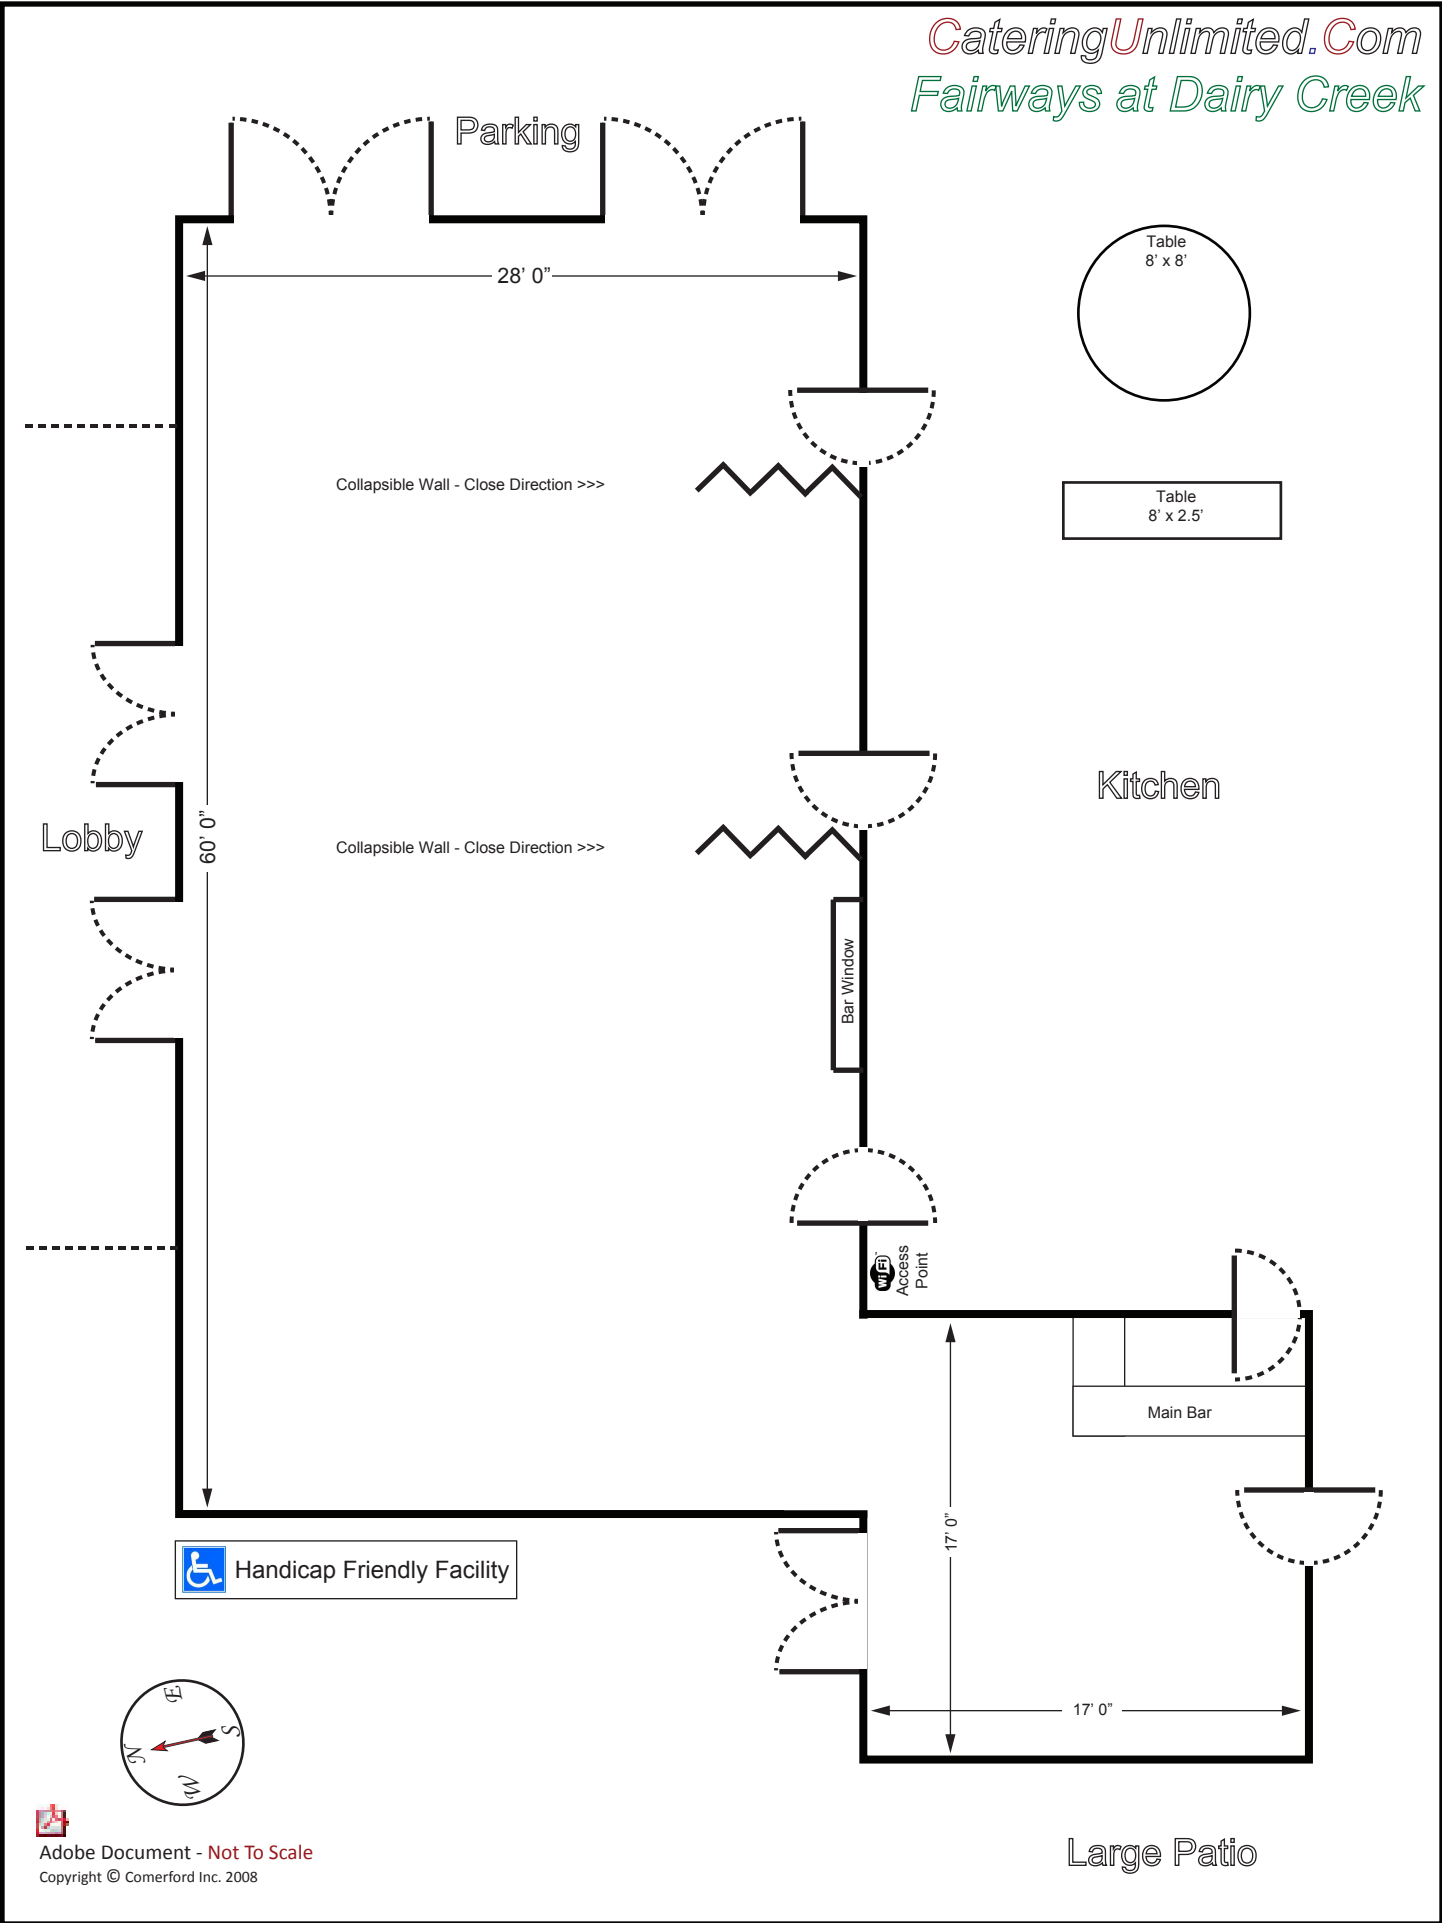 CateringUnlimited.Com
Fairways at Dairy Creek
Parking
Table
8’ x 8’
28’ 0”
Collapsible Wall - Close Direction >>>
Table
8’ x 2.5’
Kitchen
Lobby
60’ 0”
Collapsible Wall - Close Direction >>>
Bar Window
WiFi
Access
Point
Main Bar
17’ 0”
Handicap Friendly Facility
17’ 0”
E
S
N
W
Adobe Document - Not To Scale
Copyright © Comerford Inc. 2008
Large Patio